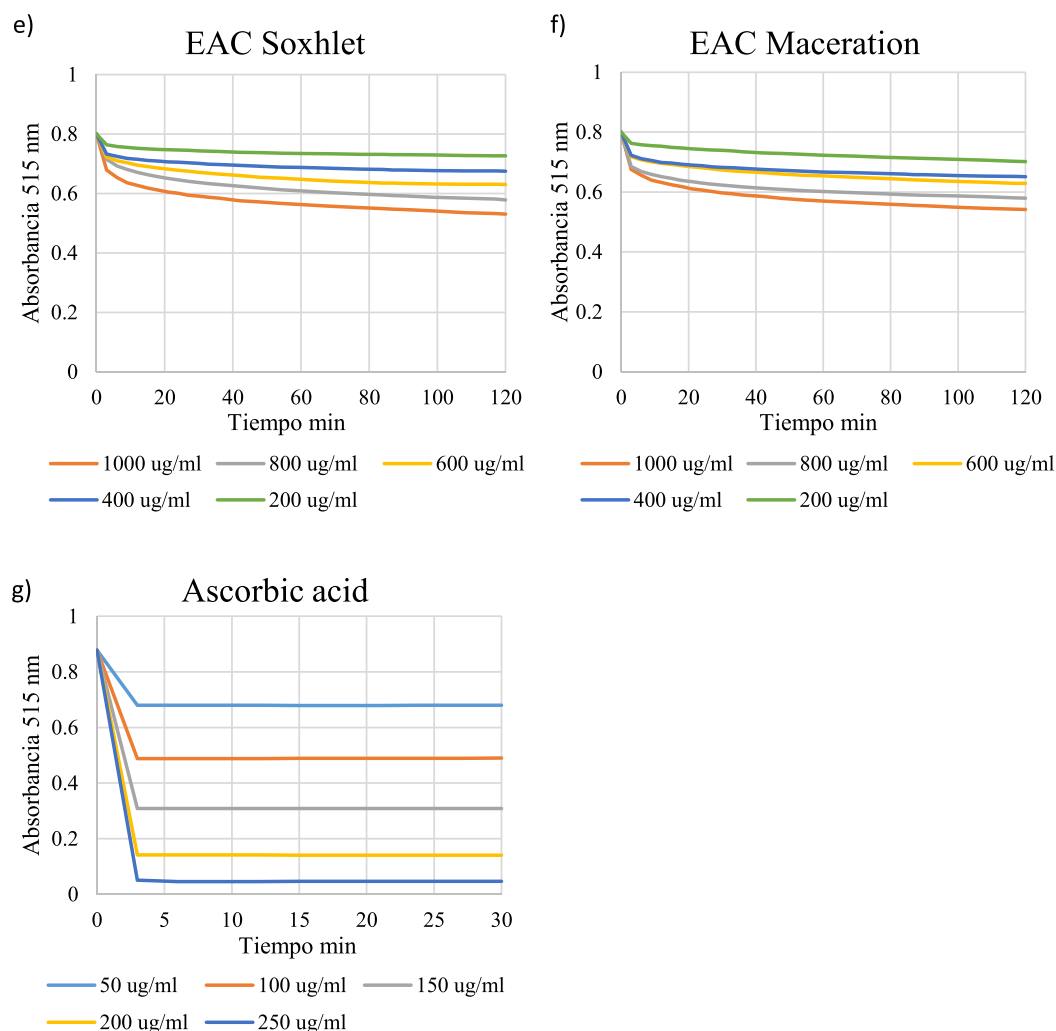 e)
EAC Soxhlet
1
0.8
0.6
0.4
0.2
0
Absorbancia 515 nm
0 20 40 60 80 100 120
Tiempo min
1000 ug/ml 800 ug/ml 600 ug/ml
400 ug/ml 200 ug/ml
f)
EAC Maceration
1
0.8
0.6
0.4
0.2
0
Absorbancia 515 nm
0 20 40 60 80 100 120
Tiempo min
1000 ug/ml 800 ug/ml 600 ug/ml
400 ug/ml 200 ug/ml
g)
Ascorbic acid
1
0.8
0.6
0.4
0.2
0
Absorbancia 515 nm
0 5 10 15 20 25 30
Tiempo min
50 ug/ml 100 ug/ml 150 ug/ml
200 ug/ml 250 ug/ml